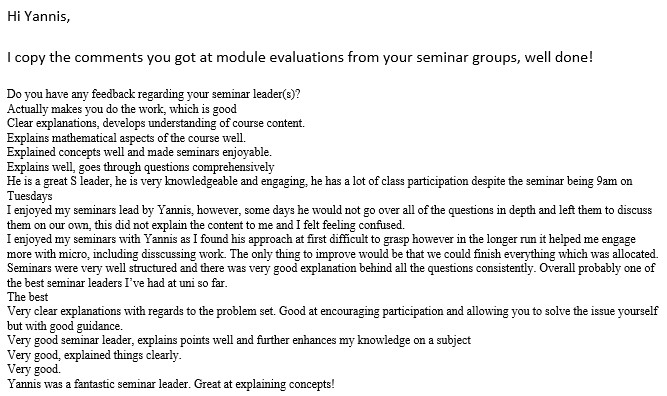 Hi Yannis,
I copy the comments you got at module evaluations from your seminar groups, well done!
Do you have any feedback regarding your seminar leader(s)?
Actually makes you do the work, which is good
Clear explanations, develops understanding of course content.
Explains mathematical aspects of the course well.
Explained concepts well and made seminars enjoyable.
Explains well, goes through questions comprehensively
He is a great S leader, he is very knowledgeable and engaging, he has a lot of class participation despite the seminar being 9am on
Tuesdays
I enjoyed my seminars lead by Yannis, however, some days he would not go over all of the questions in depth and left them to discuss
them on our own, this did not explain the content to me and I felt feeling confused.
I enjoyed my seminars with Yannis as I found his approach at first difficult to grasp however in the longer run it helped me engage
more with micro, including disscussing work. The only thing to improve would be that we could finish everything which was allocated.
Seminars were very well structured and there was very good explanation behind all the questions consistently. Overall probably one of
the best seminar leaders I've had at uni so far.
The best
Very clear explanations with regards to the problem set. Good at encouraging participation and allowing you to solve the issue yourself
but with good guidance.
Very good seminar leader, explains points well and further enhances my knowledge on a subject
Very good, explained things clearly.
Very good.
Yannis was a fantastic seminar leader. Great at explaining concepts!